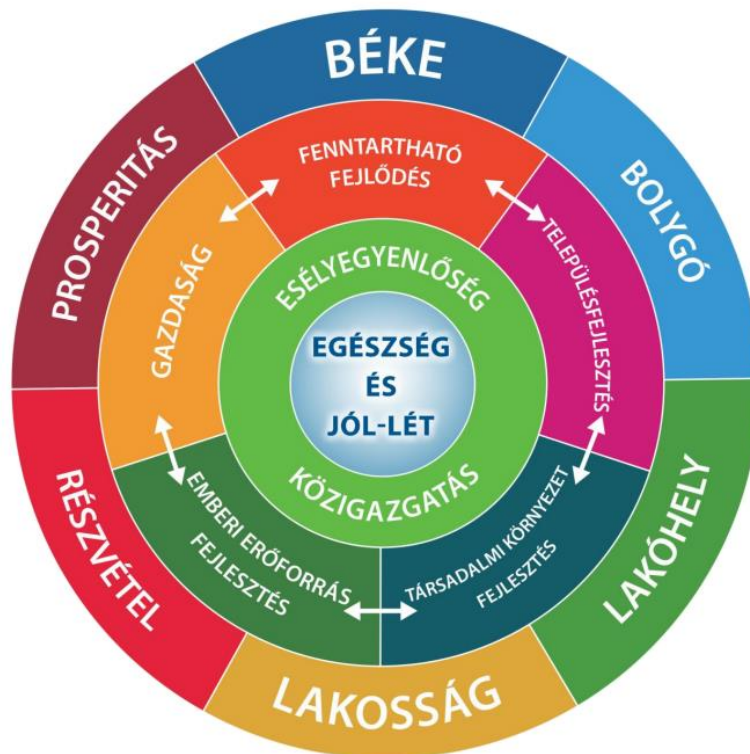 BÉKE
BOLYGÓ
LAKÓHELY
LAKOSSÁG
RÉSZVÉTEL
PROSPERITÁS
FENNTARTHATÓ
FEJLŐDÉS
TELEPÜLÉSFEJLESZTÉS
TÁRSADALMI KÖRNYEZET
FEJLESZTÉS
EMBERI ERŐFORRÁS
FEJLESZTÉS
GAZDASÁG
ESÉLYEGYENLŐSÉG
KÖZIGAZGATÁS
EGÉSZSÉG
ÉS
JÓL-LÉT